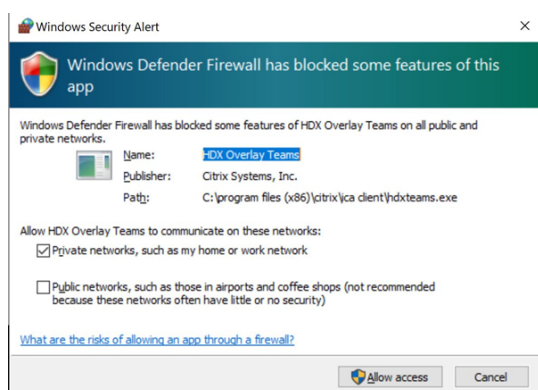 Windows Security Alert
Windows Defender Firewall has blocked some features of this
app
Windows Defender Firewall has blocked some features of HDX Overlay Teams on all public and
private networks.
Name: HDX Overlay Teams
Publisher: Citrix Systems, Inc.
Path: C:\program files (x86)\citrix\ica client\hdxteams.exe
Allow HDX Overlay Teams to communicate on these networks:
Private networks, such as my home or work network
Public networks, such as those in airports and coffee shops (not recommended
because these networks often have little or no security)
What are the risks of allowing an app through a firewall?
Allow access Cancel